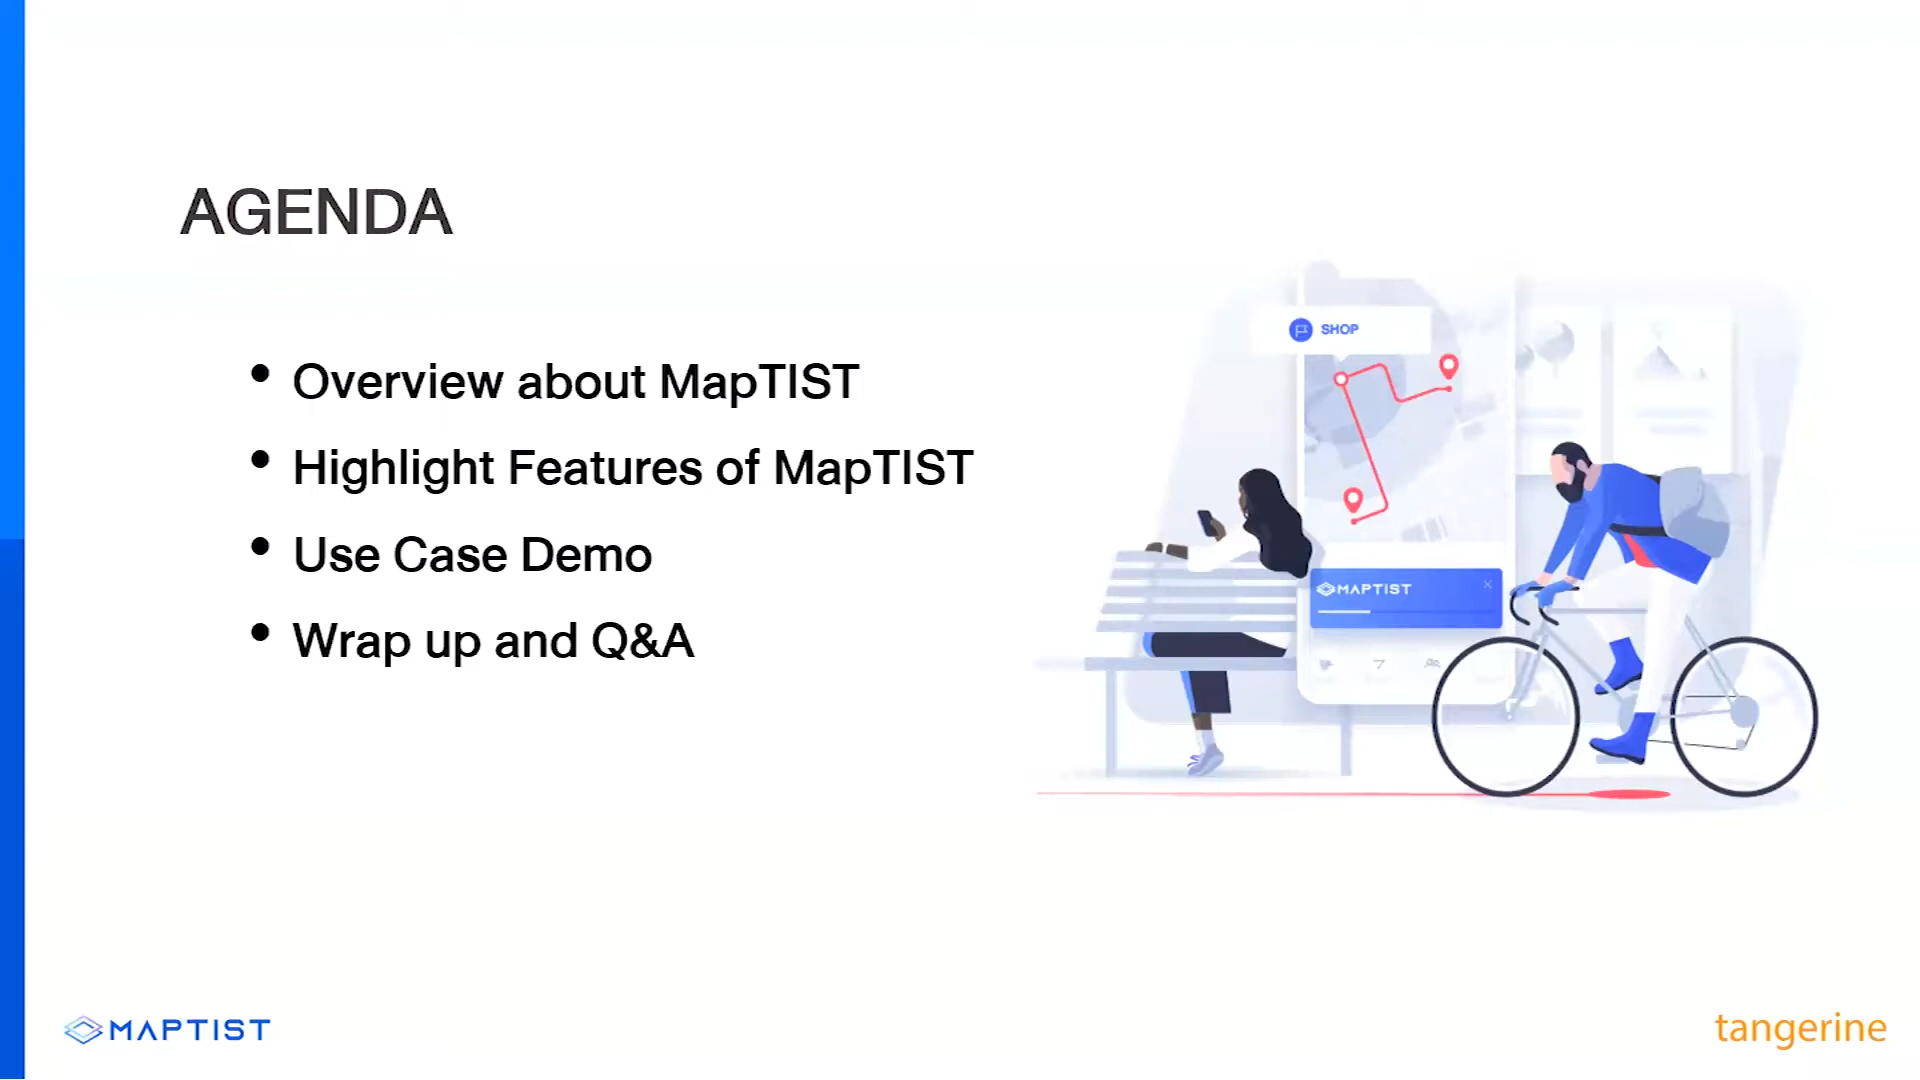 AGENDA
• Overview about MapTIST
• Highlight Features of MapTIST
• Use Case Demo
• Wrap up and Q&A
SHOP
MAPTIST
MAPTIST
tangerine